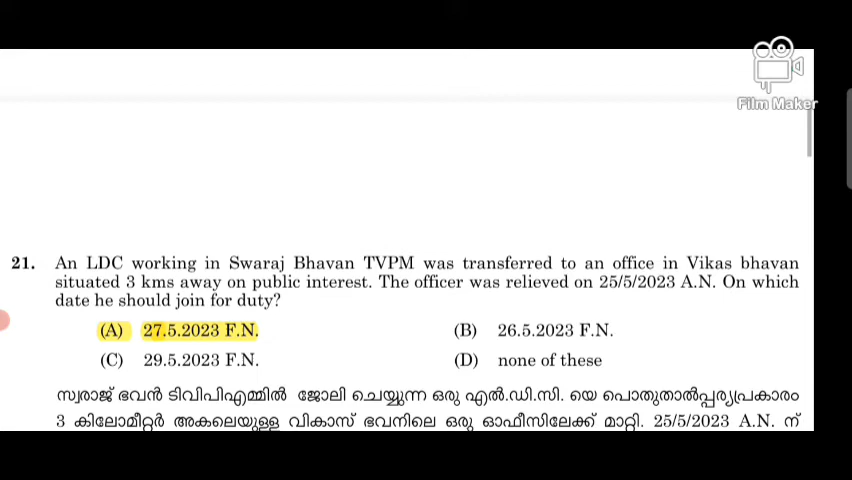 Film Maker
21. An LDC working in Swaraj Bhavan TVPM was transferred to an office in Vikas bhavan
situated 3 kms away on public interest. The officer was relieved on 25/5/2023 A.N. On which
date he should join for duty?
(A) 27.5.2023 F.N. (B) 26.5.2023 F.N.
(C) 29.5.2023 F.N. (D) none of these
സ്വരാജ് ഭവൻ ടിവിപിഎമ്മിൽ ജോലി ചെയ്യുന്ന ഒരു എൽ.ഡി.സി. യെ പൊതുതാൽപ്പര്യപ്രകാരം
3 കിലോമീറ്റർ അകലെയുള്ള വികാസ് ഭവനിലെ ഒരു ഓഫീസിലേക്ക് മാറ്റി. 25/5/2023 A.N. ന്